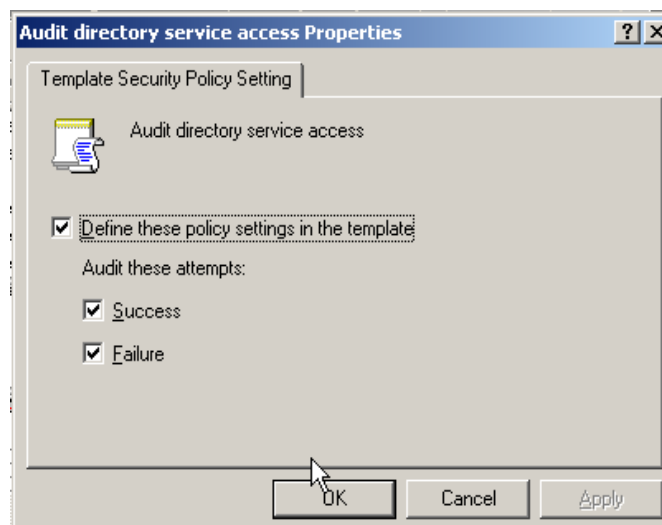 Audit directory service access Properties
Template Security Policy Setting
Audit directory service access
Define these policy settings in the template
Audit these attempts:
Success
Failure
OK
Cancel
Apply